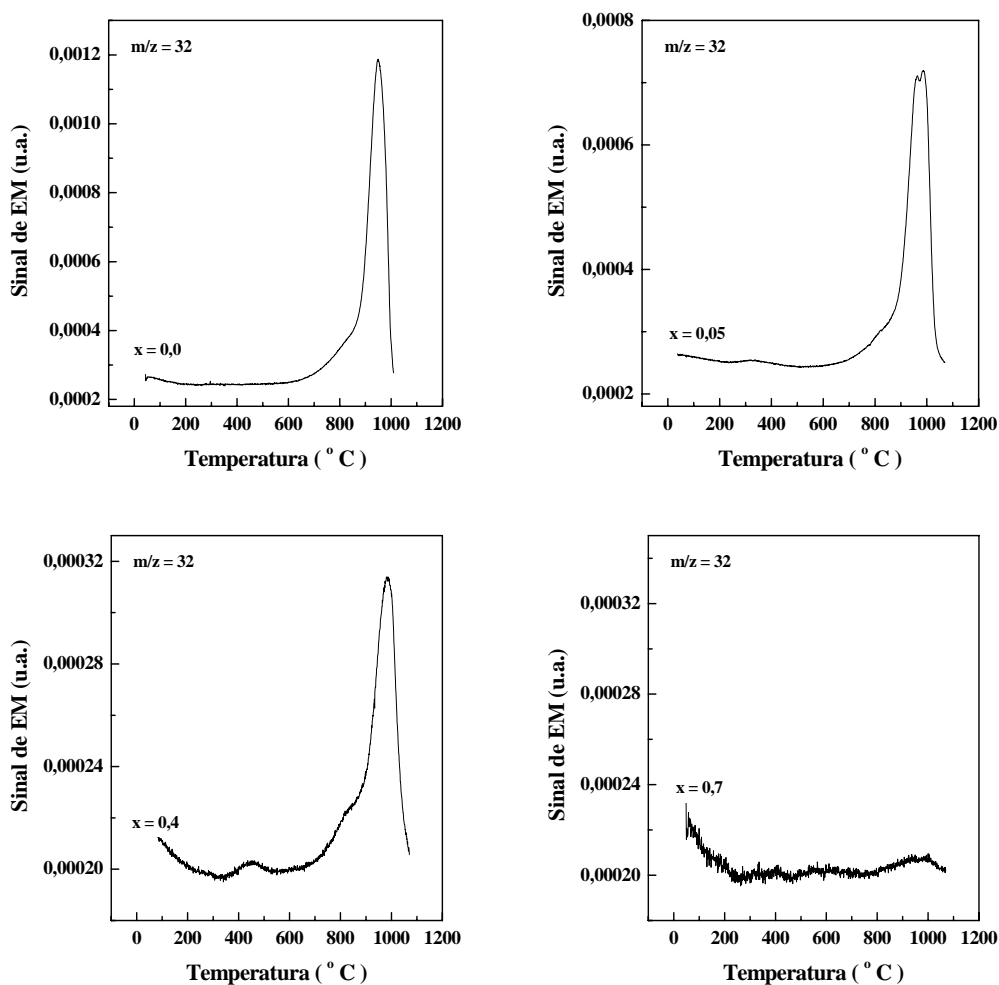 m/z = 32
0,0012
0,0010
0,0008
0,0006
0,0004
0,0002
Sinal de EM (u.a.)
x = 0,0
0 200 400 600 800 1000 1200
Temperatura ( ° C )
m/z = 32
0,0008
0,0006
0,0004
0,0002
Sinal de EM (u.a.)
x = 0,05
0 200 400 600 800 1000 1200
Temperatura ( ° C )
m/z = 32
0,00032
0,00028
0,00024
0,00020
Sinal de EM (u.a.)
x = 0,4
0 200 400 600 800 1000 1200
Temperatura ( ° C )
m/z = 32
0,00032
0,00028
0,00024
0,00020
Sinal de EM (u.a.)
x = 0,7
0 200 400 600 800 1000 1200
Temperatura ( ° C )